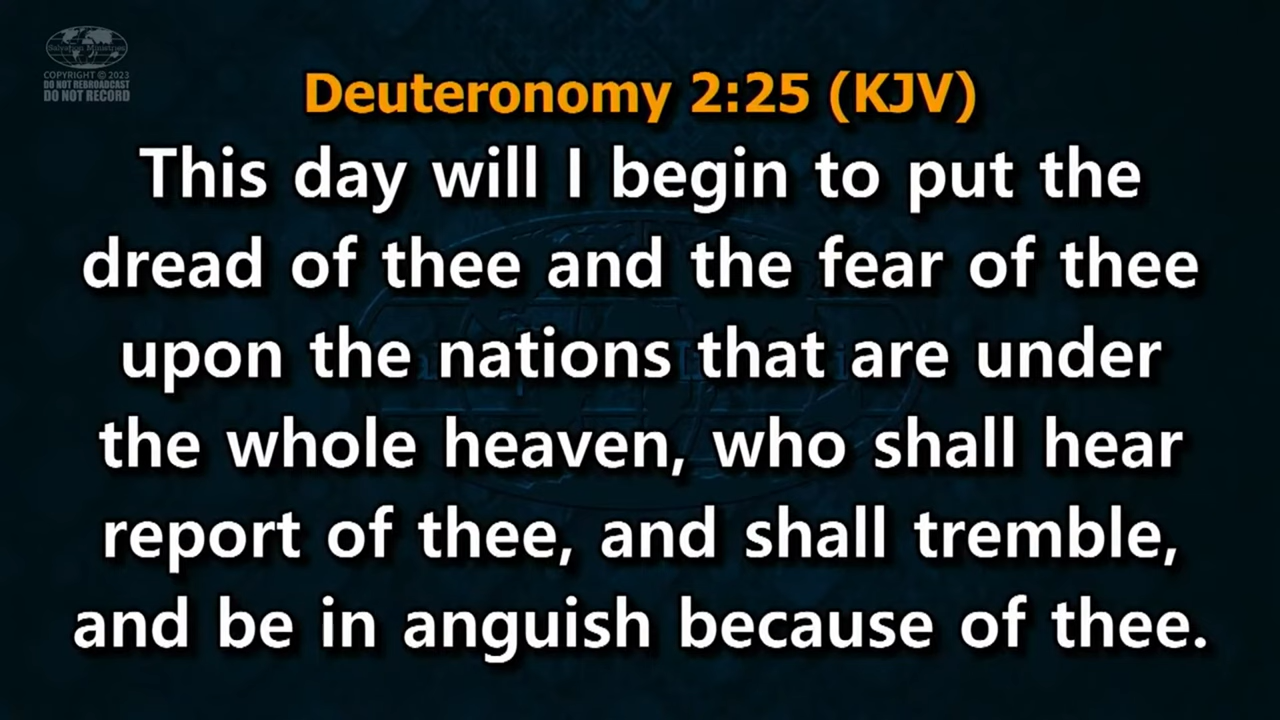 Salvation Ministries
COPYRIGHT © 2023
DO NOT REBROADCAST
DO NOT RECORD
Deuteronomy 2:25 (KJV)
This day will I begin to put the
dread of thee and the fear of thee
upon the nations that are under
the whole heaven, who shall hear
report of thee, and shall tremble,
and be in anguish because of thee.